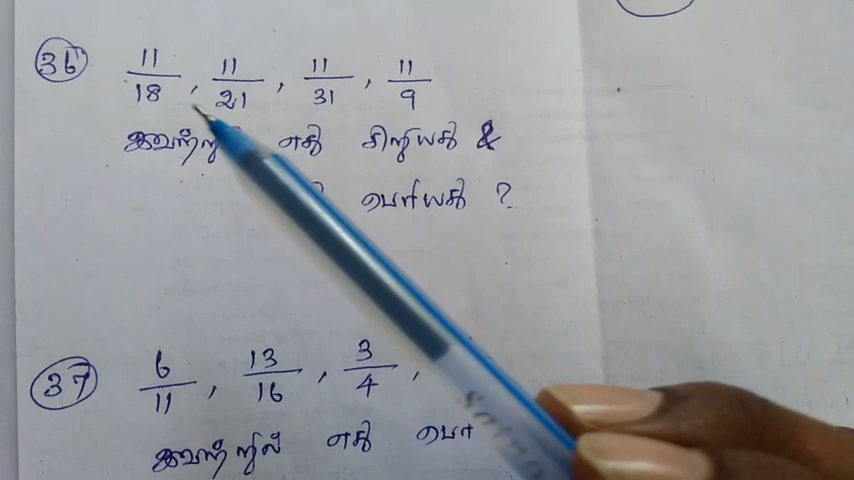 36 11/18 , 11/21 , 11/31 , 11/9
இவற்றுள் எது சிறியது &
பெரியது ?
37 6/11 , 13/16 , 3/4 ,
இவற்றில் எது